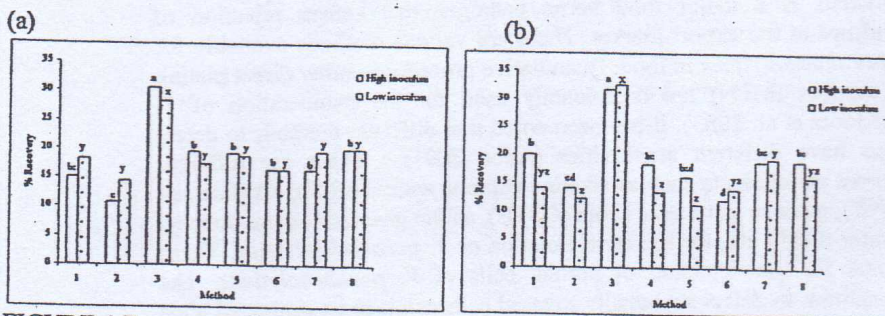 (a)
% Recovery
35
30
25
20
15
10
5
0
High inoculum
Low inoculum
bc y
c y
a x
b y
b y
b y
b y
b y
1 2 3 4 5 6 7 8
Method
(b)
% Recovery
35
30
25
20
15
10
5
0
High inoculum
Low inoculum
b yz
cd z
a x
bc z
bcd z
d yz
bc y
bc yz
1 2 3 4 5 6 7 8
Method